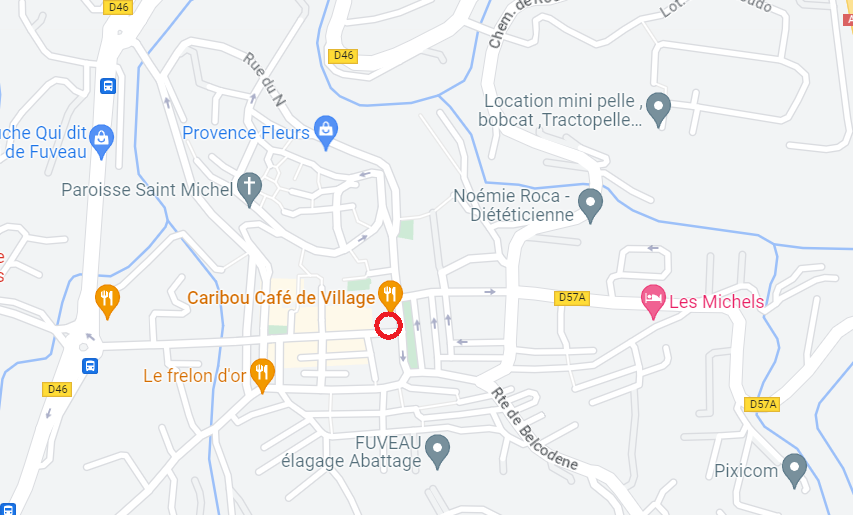 D46
Chem. de
Lot.
D46
Rue du N
Location mini pelle ,
bobcat ,Tractopelle...
Provence Fleurs
che Qui dit
de Fuveau
Paroisse Saint Michel
Noémie Roca -
Diététicienne
e
s
Caribou Café de Village
D57A
Les Michels
Le frelon d'or
D46
Rte de Belcodene
D57A
FUVEAU
élagage Abattage
Pixicom